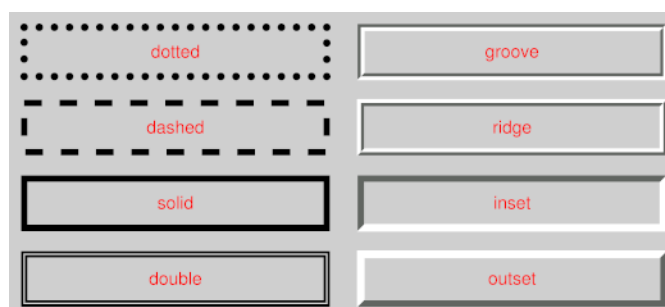 dotted
groove
dashed
ridge
solid
inset
double
outset